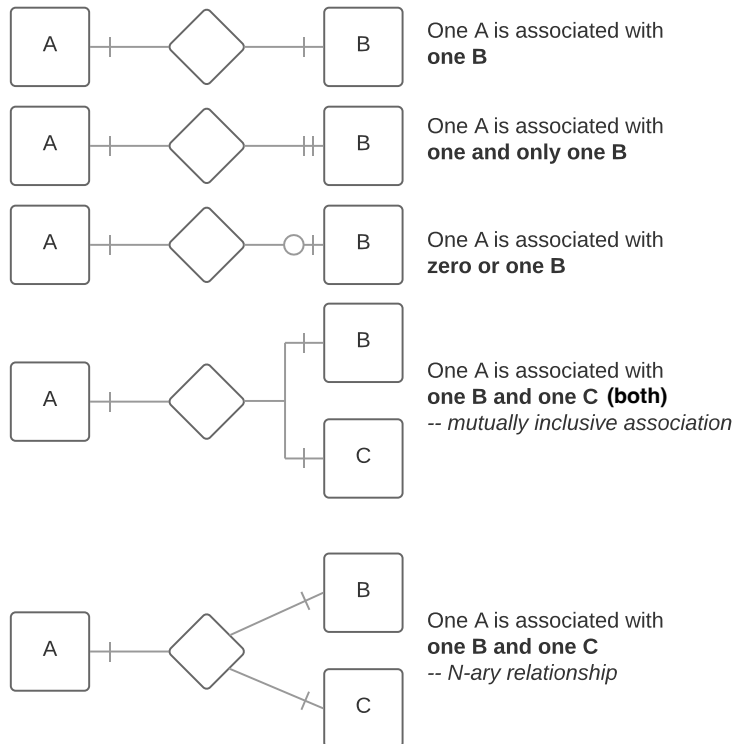 A
B
One A is associated with
one B
A
B
One A is associated with
one and only one B
A
B
One A is associated with
zero or one B
A
B
C
One A is associated with
one B and one C (both)
-- mutually inclusive association
A
B
C
One A is associated with
one B and one C
-- N-ary relationship